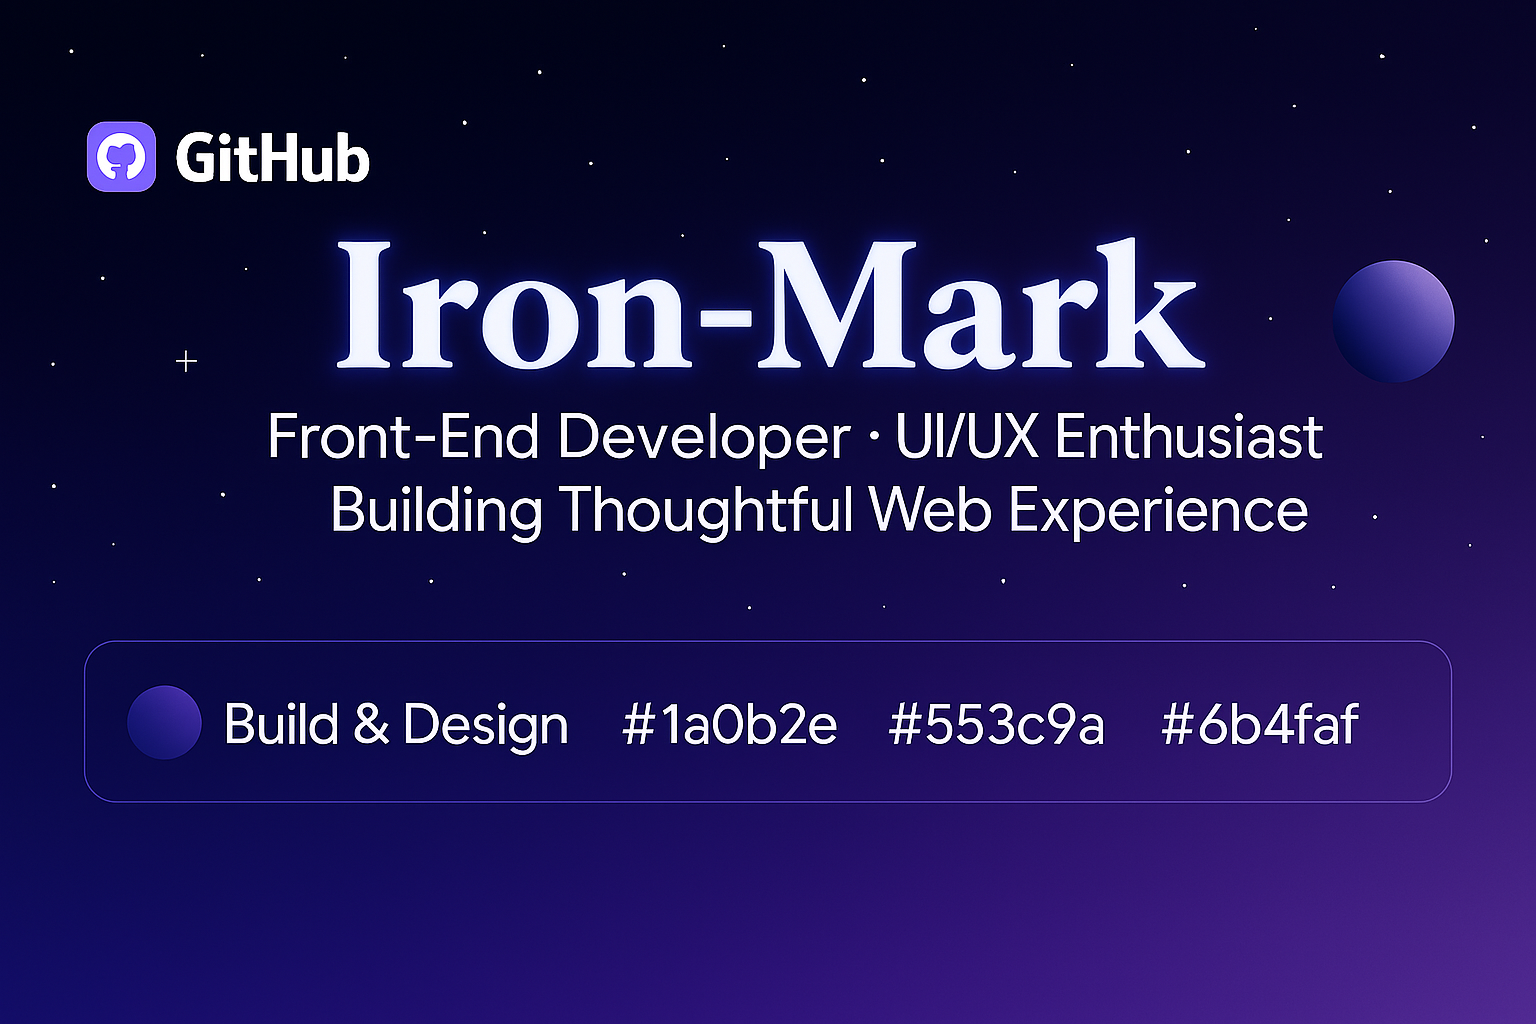 GitHub
Iron-Mark
Front-End Developer · UI/UX Enthusiast
Building Thoughtful Web Experience
Build & Design #1a0b2e #553c9a #6b4faf